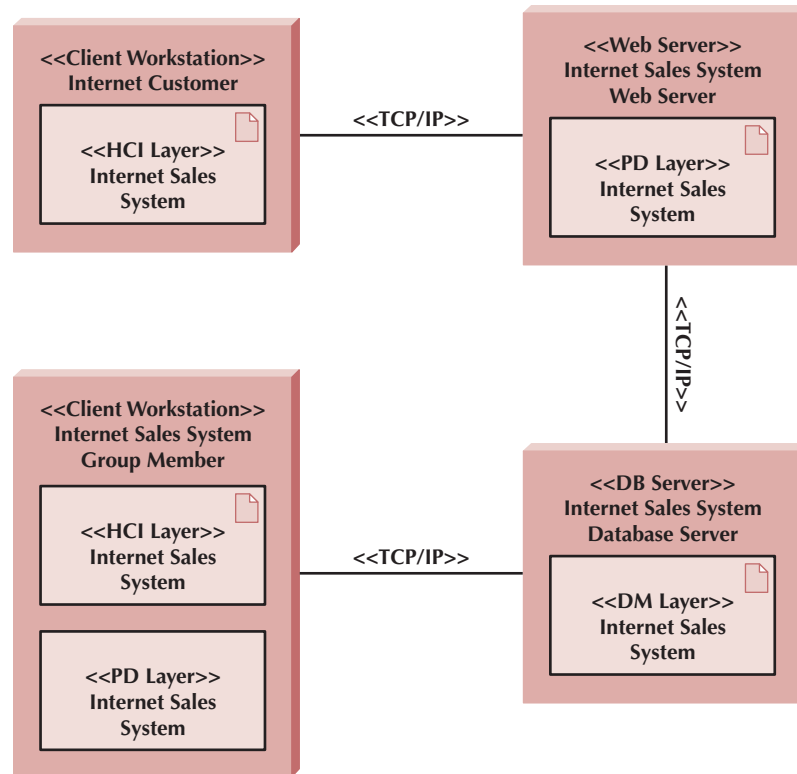 <<Client Workstation>>
Internet Customer
<<HCI Layer>>
Internet Sales
System
<<TCP/IP>>
<<Web Server>>
Internet Sales System
Web Server
<<PD Layer>>
Internet Sales
System
<<TCP/IP>>
<<Client Workstation>>
Internet Sales System
Group Member
<<HCI Layer>>
Internet Sales
System
<<PD Layer>>
Internet Sales
System
<<TCP/IP>>
<<DB Server>>
Internet Sales System
Database Server
<<DM Layer>>
Internet Sales
System